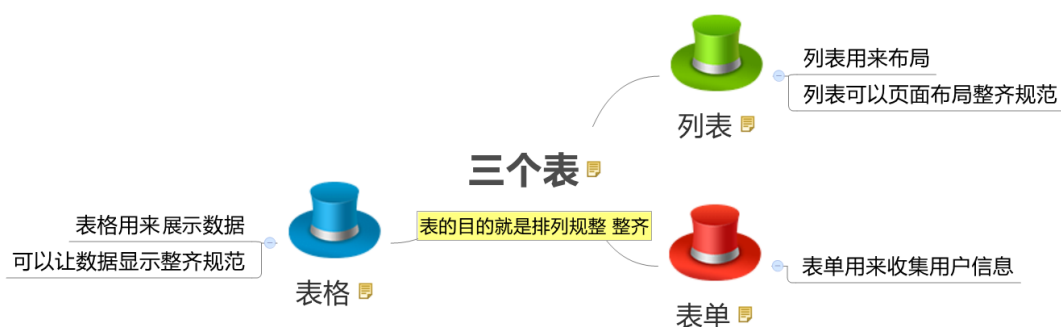 列表用来布局
列表可以页面布局整齐规范
列表
三个表
表的目的就是排列规整 整齐
表格用来展示数据
可以让数据显示整齐规范
表格
表单用来收集用户信息
表单